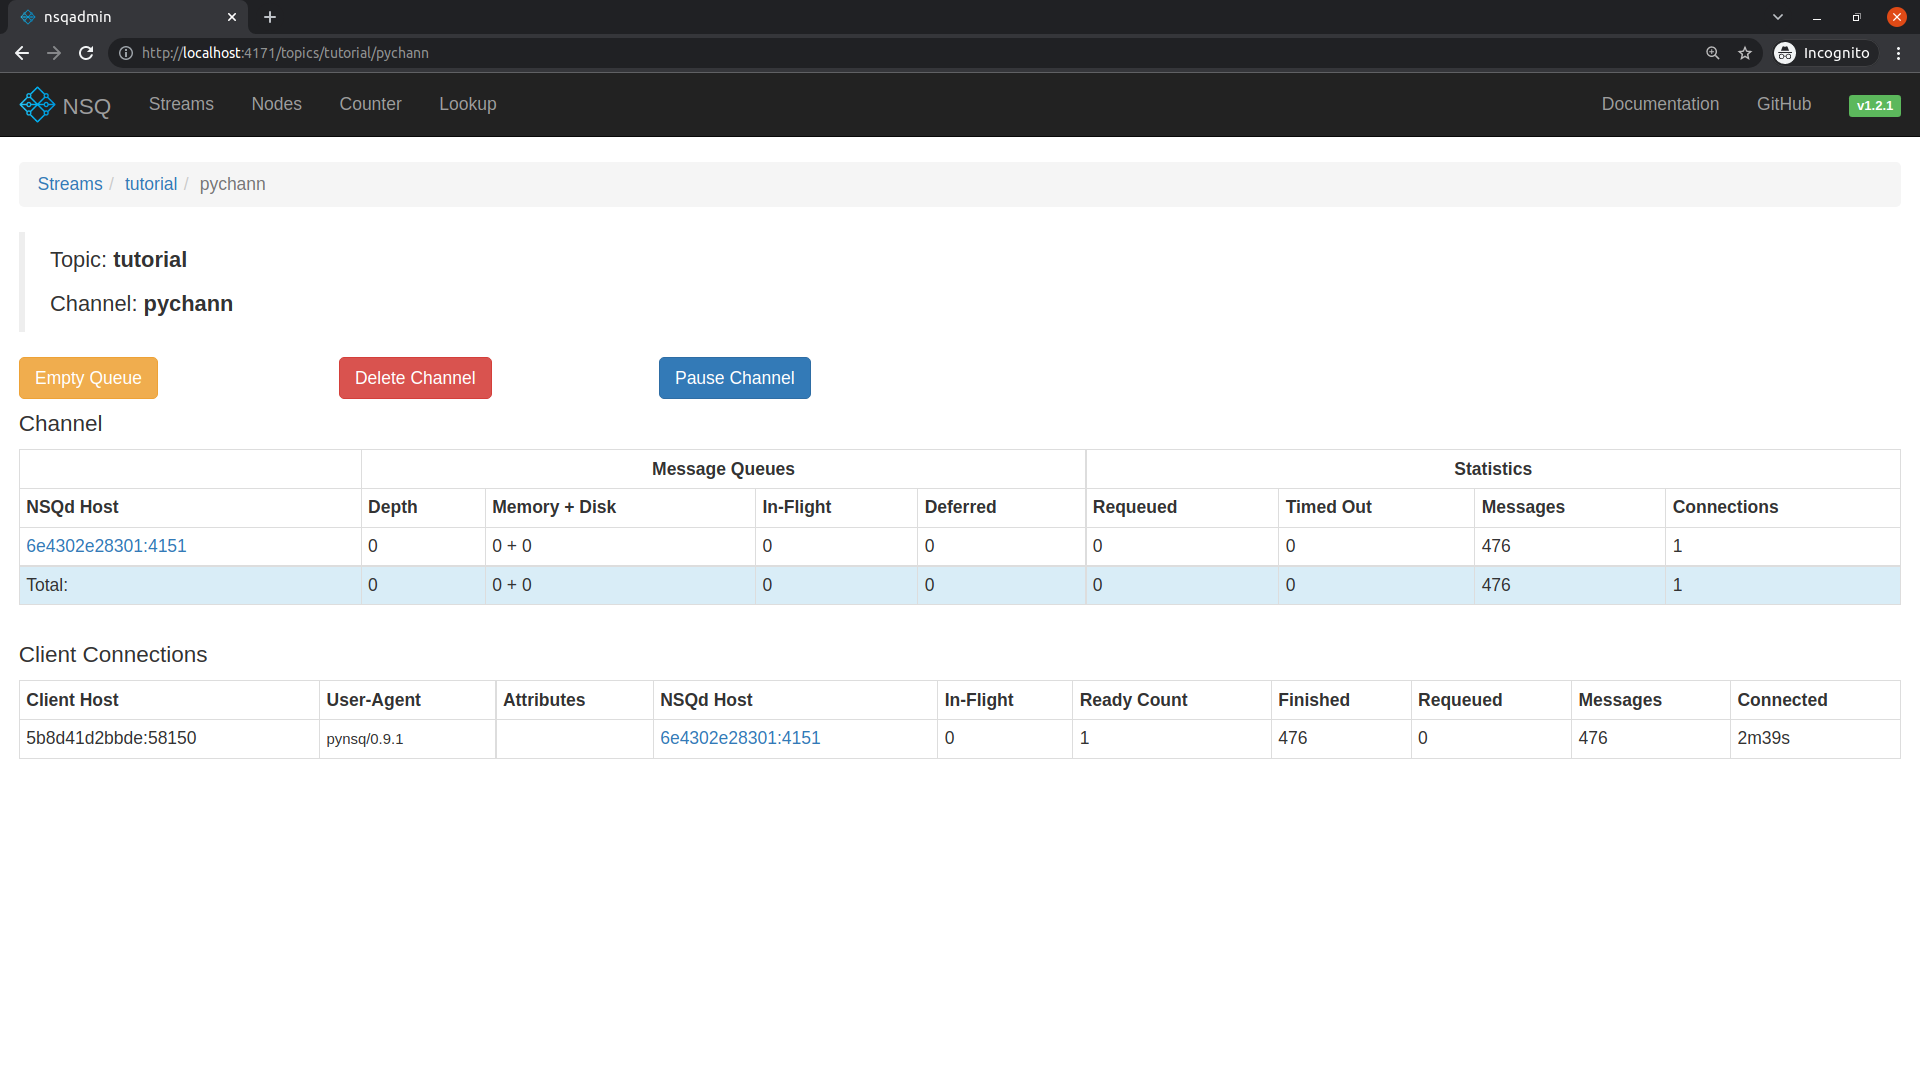 nsqadmin
http://localhost:4171/topics/tutorial/pychann
Incognito
NSQ Streams Nodes Counter Lookup Documentation GitHub v1.2.1
Streams / tutorial / pychann
Topic: tutorial
Channel: pychann
Empty Queue Delete Channel Pause Channel
Channel
Message Queues Statistics
NSQd Host Depth Memory + Disk In-Flight Deferred Requeued Timed Out Messages Connections
6e4302e28301:4151 0 0 + 0 0 0 0 0 476 1
Total: 0 0 + 0 0 0 0 0 476 1
Client Connections
Client Host User-Agent Attributes NSQd Host In-Flight Ready Count Finished Requeued Messages Connected
5b8d41d2bbde:58150 pynsq/0.9.1 6e4302e28301:4151 0 1 476 0 476 2m39s